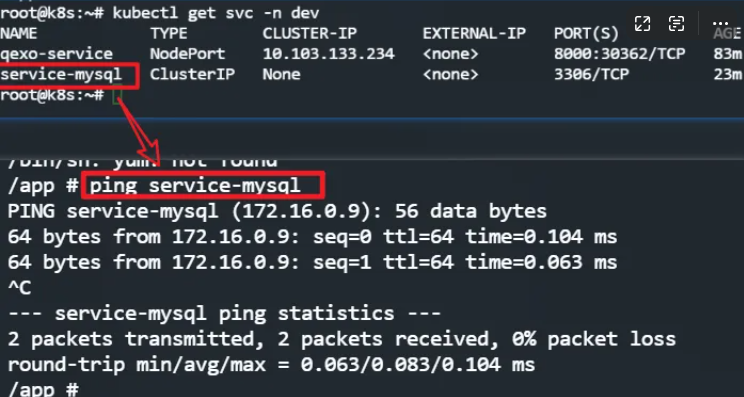 root@k8s:~# kubectl get svc -n dev
NAME TYPE CLUSTER-IP EXTERNAL-IP PORT(S) AGE
qexo-service NodePort 10.103.133.234 <none> 8000:30362/TCP 83m
service-mysql ClusterIP None <none> 3306/TCP 23m
root@k8s:~#
/bin/sh: yum: not found
/app # ping service-mysql
PING service-mysql (172.16.0.9): 56 data bytes
64 bytes from 172.16.0.9: seq=0 ttl=64 time=0.104 ms
64 bytes from 172.16.0.9: seq=1 ttl=64 time=0.063 ms
^C
--- service-mysql ping statistics ---
2 packets transmitted, 2 packets received, 0% packet loss
round-trip min/avg/max = 0.063/0.083/0.104 ms
/app #